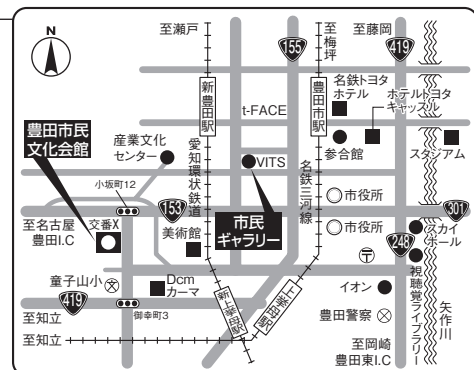 N
至瀬戸
155
至梅坪
至藤岡
419
新豊田駅
豊田市駅
名鉄トヨタ
ホテル
ホテルトヨタ
キャッスル
t-FACE
豊田市民
文化会館
産業文化
センター
愛知環状鉄道
VITS
名鉄三河線
参合館
スタジアム
小坂町12
153
市民
ギャラリー
市役所
301
至名古屋
豊田I.C
交番X
美術館
市役所
248
スカイ
ホール
〒
視聴覚ライブラリー
矢作川
童子山小
文
Dcm
カーマ
イオン
419
御幸町3
新上挙母駅
上挙母駅
豊田警察
至知立
至知立
至岡崎
豊田東I.C